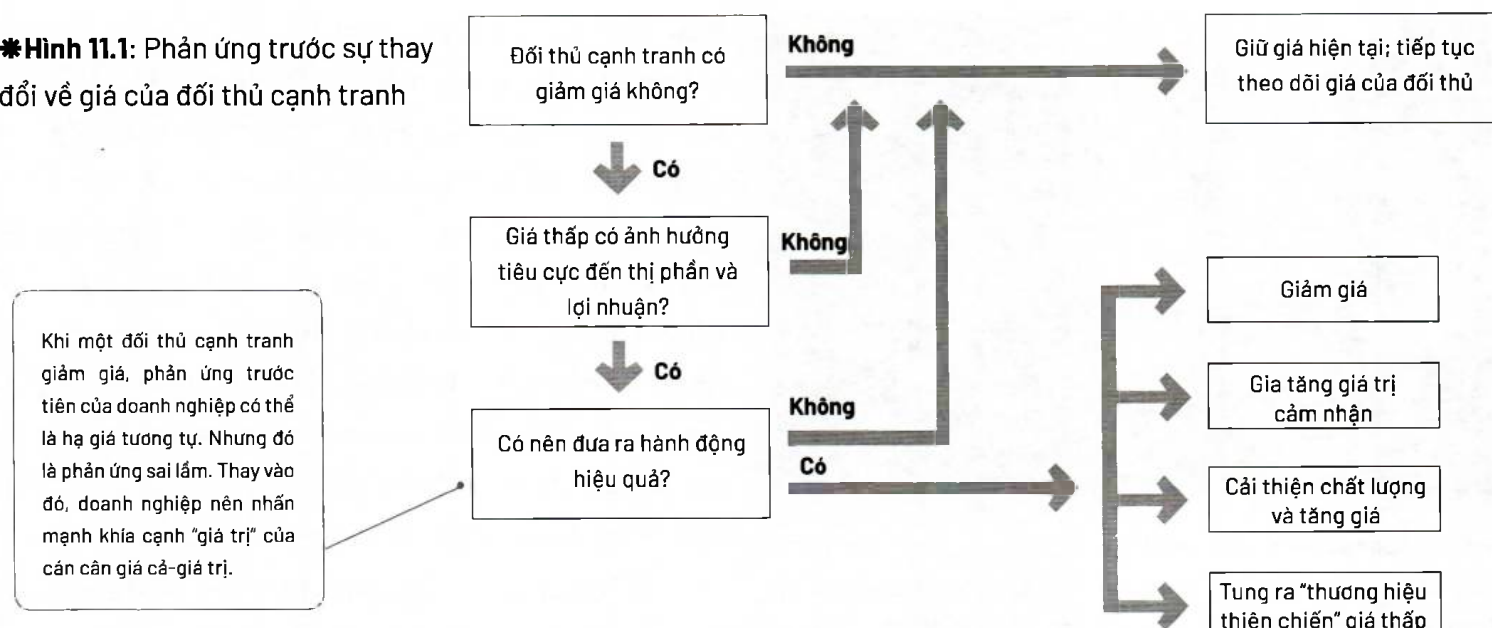 ✱Hình 11.1: Phản ứng trước sự thay
đổi về giá của đối thủ cạnh tranh
Đối thủ cạnh tranh có
giảm giá không?
Không
Giữ giá hiện tại; tiếp tục
theo dõi giá của đối thủ
Có
Giá thấp có ảnh hưởng
tiêu cực đến thị phần và
lợi nhuận?
Không
Có
Khi một đối thủ cạnh tranh
giảm giá, phản ứng trước
tiên của doanh nghiệp có thể
là hạ giá tương tự. Nhưng đó
là phản ứng sai lầm. Thay vào
đó, doanh nghiệp nên nhấn
mạnh khía cạnh "giá trị" của
cán cân giá cả-giá trị.
Có nên đưa ra hành động
hiệu quả?
Không
Có
Giảm giá
Gia tăng giá trị
cảm nhận
Cải thiện chất lượng
và tăng giá
Tung ra "thương hiệu
thiện chiến" giá thấp